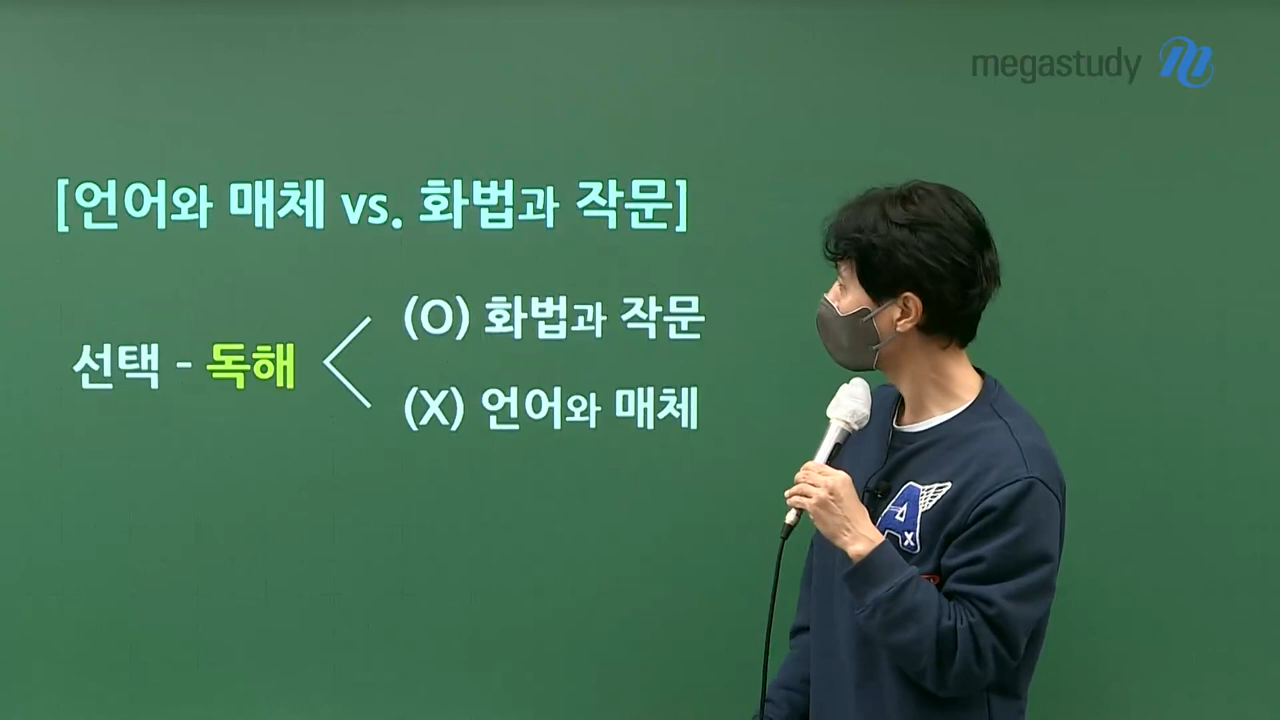 megastudy
[언어와 매체 vs. 화법과 작문]
선택 - 독해
(O) 화법과 작문
(X) 언어와 매체
A
x